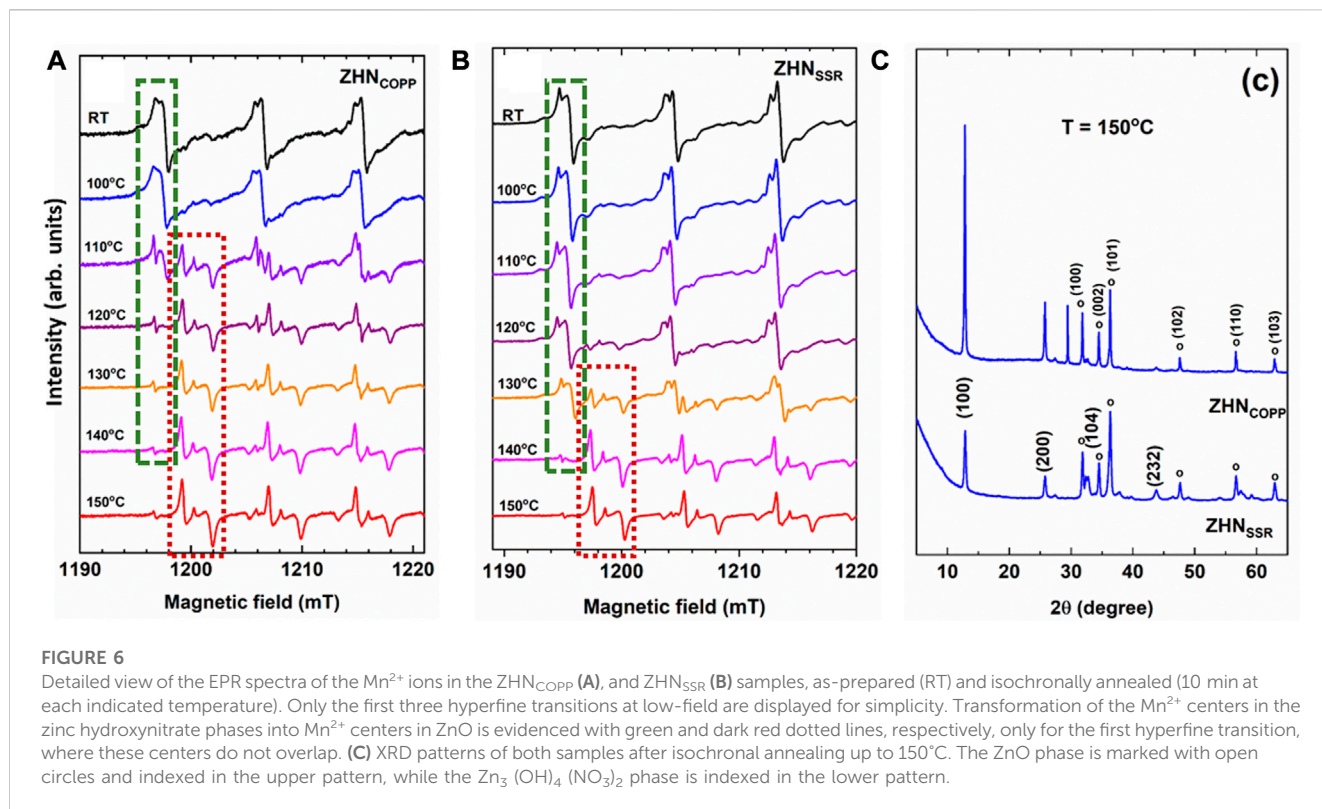 A
ZHN_COPP
RT
100°C
110°C
120°C
130°C
140°C
150°C
Intensity (arb. units)
1190 1200 1210 1220
Magnetic field (mT)
B
ZHN_SSR
RT
100°C
110°C
120°C
130°C
140°C
150°C
1190 1200 1210 1220
Magnetic field (mT)
C
(c)
T = 150°C
(100)
(002)
(101)
(102)
(110)
(103)
ZHN_COPP
(100)
(200)
(104)
(232)
ZHN_SSR
10 20 30 40 50 60
2θ (degree)
FIGURE 6
Detailed view of the EPR spectra of the Mn²⁺ ions in the ZHN_COPP (A), and ZHN_SSR (B) samples, as-prepared (RT) and isochronally annealed (10 min at
each indicated temperature). Only the first three hyperfine transitions at low-field are displayed for simplicity. Transformation of the Mn²⁺ centers in the
zinc hydroxynitrate phases into Mn²⁺ centers in ZnO is evidenced with green and dark red dotted lines, respectively, only for the first hyperfine transition,
where these centers do not overlap. (C) XRD patterns of both samples after isochronal annealing up to 150°C. The ZnO phase is marked with open
circles and indexed in the upper pattern, while the Zn₃ (OH)₄ (NO₃)₂ phase is indexed in the lower pattern.